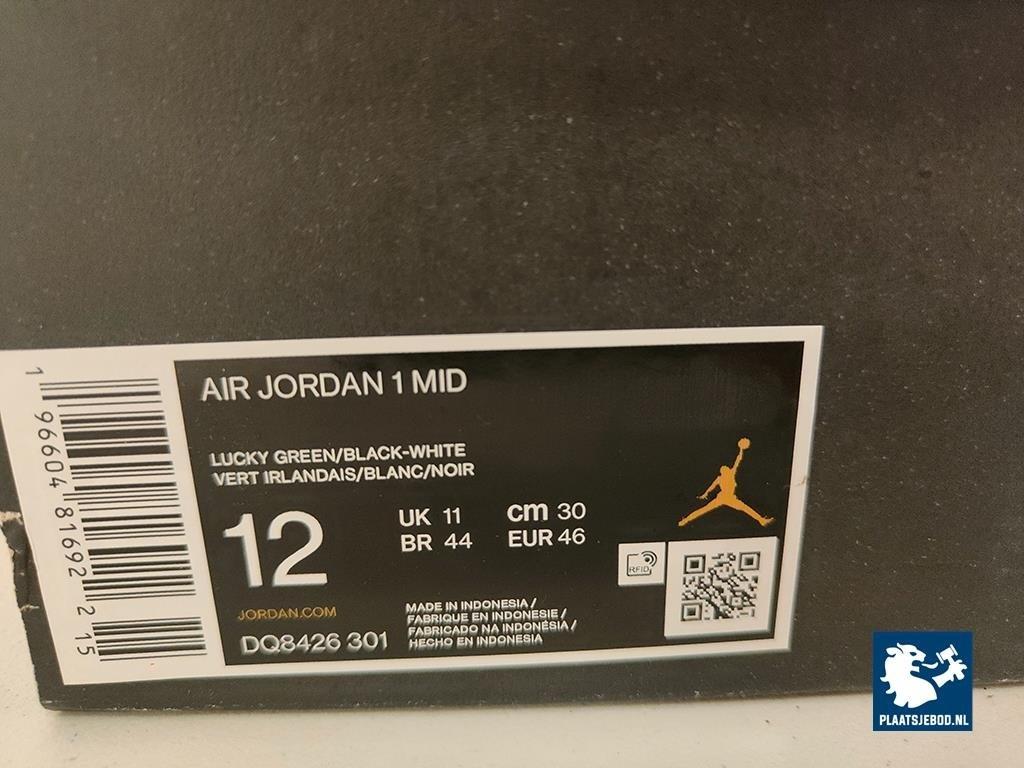 AIR JORDAN 1 MID
LUCKY GREEN/BLACK-WHITE
VERT IRLANDAIS/BLANC/NOIR
12
UK 11 cm 30
BR 44 EUR 46
RFID
JORDAN.COM
DQ8426 301
MADE IN INDONESIA /
FABRIQUE EN INDONESIE /
FABRICADO NA INDONÉSIA /
HECHO EN INDONESIA
1 96604 81692 2 15
PLAATSJEBOD.NL